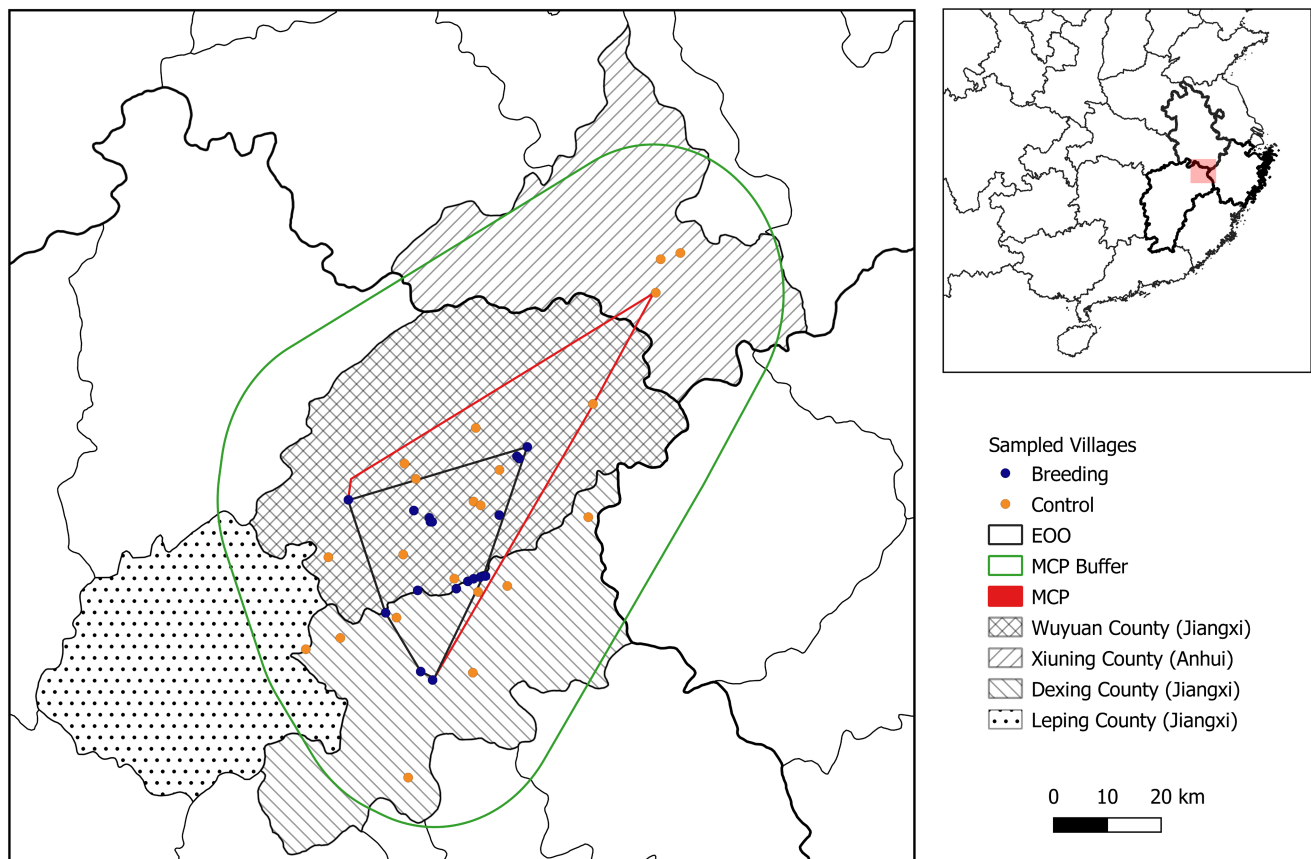 Sampled Villages
Breeding
Control
EOO
MCP Buffer
MCP
Wuyuan County (Jiangxi)
Xiuning County (Anhui)
Dexing County (Jiangxi)
Leping County (Jiangxi)
0 10 20 km